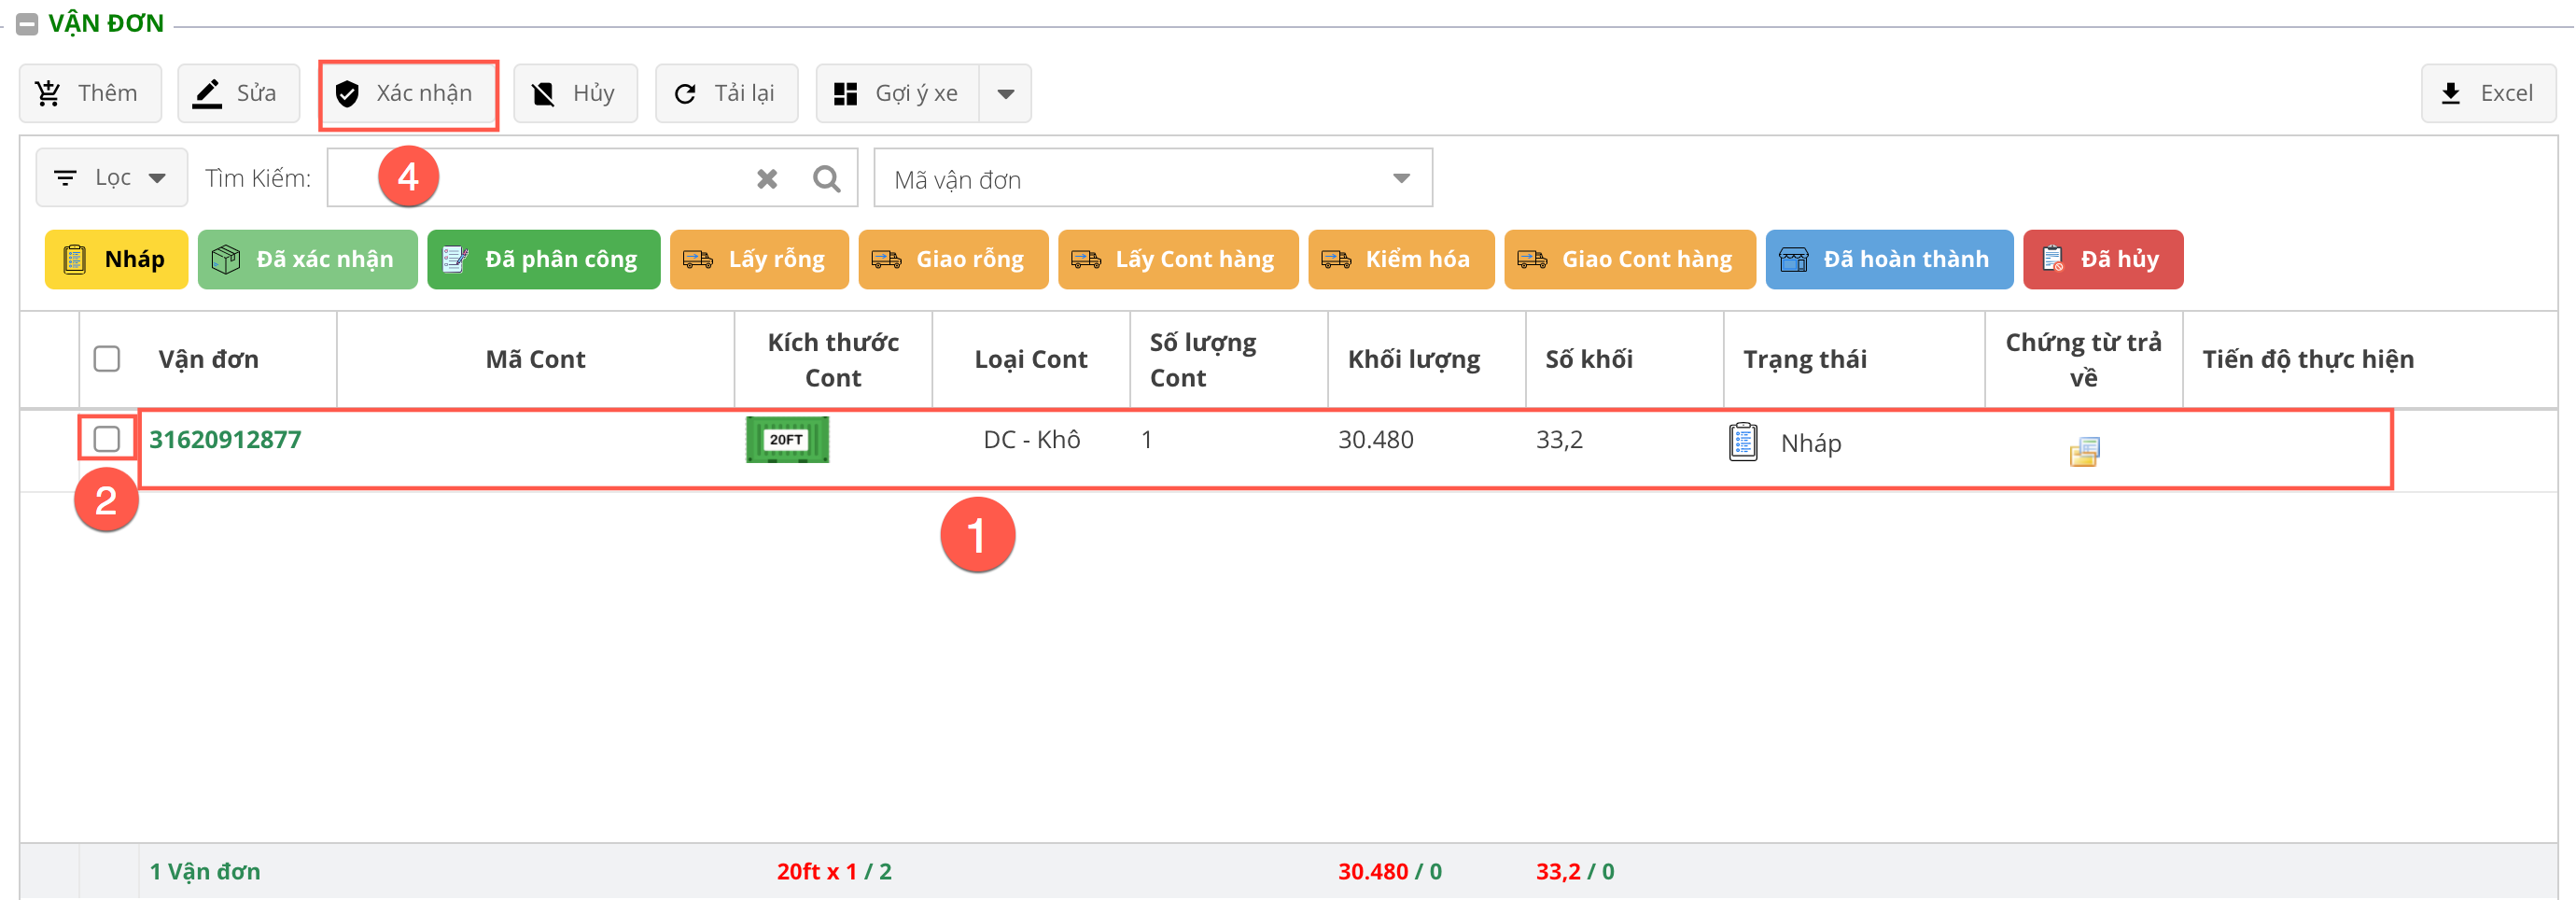 VẬN ĐƠN
Thêm Sửa Xác nhận Hủy Tải lại Gợi ý xe Excel
Lọc Tìm Kiếm: 4 Mã vận đơn
Nháp Đã xác nhận Đã phân công Lấy rỗng Giao rỗng Lấy Cont hàng Kiểm hóa Giao Cont hàng Đã hoàn thành Đã hủy
Vận đơn Mã Cont Kích thước Cont Loại Cont Số lượng Cont Khối lượng Số khối Trạng thái Chứng từ trả về Tiến độ thực hiện
31620912877 20FT DC - Khô 1 30.480 33,2 Nháp
2
1
1 Vận đơn 20ft x 1 / 2 30.480 / 0 33,2 / 0